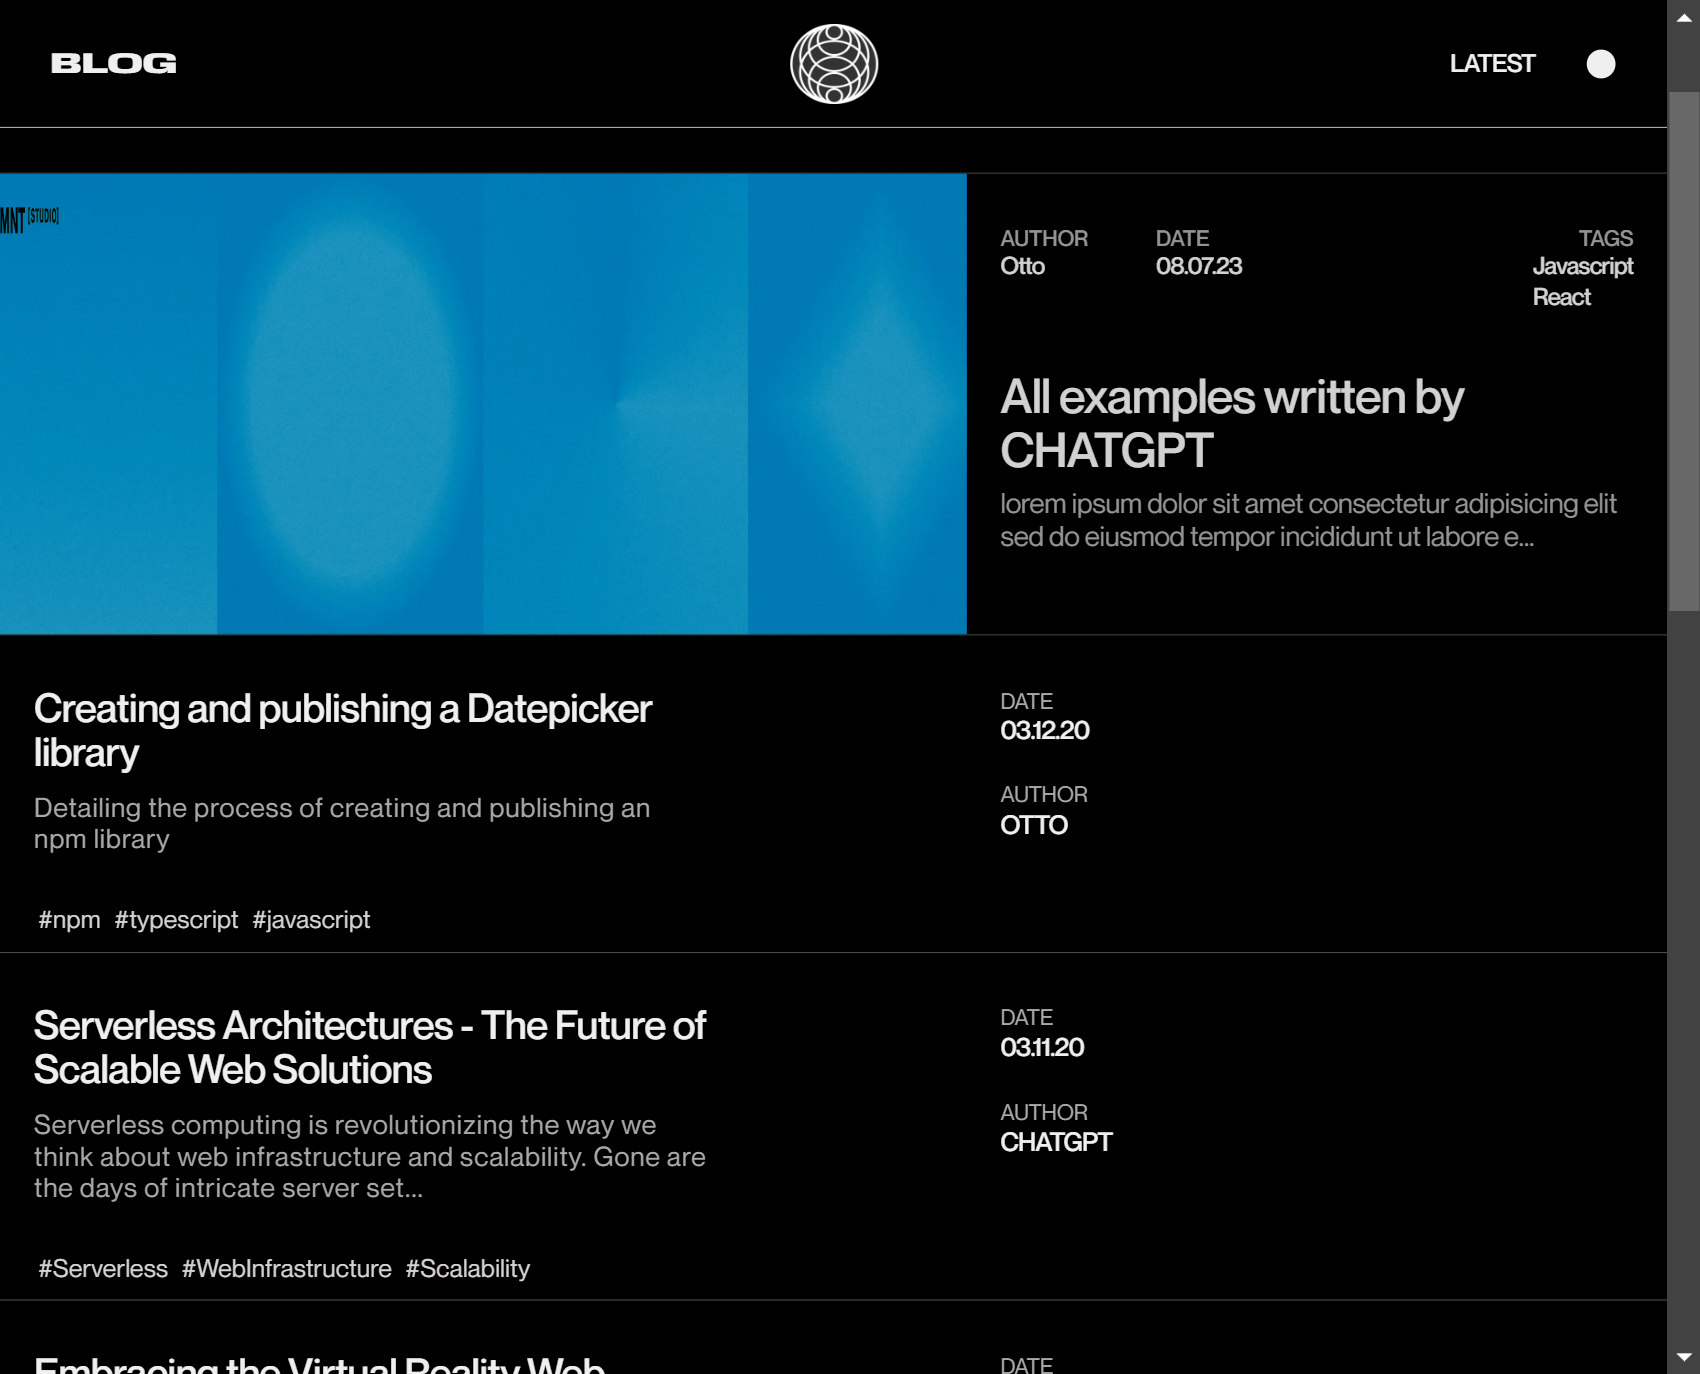 BLOG
LATEST
MNT [STUDIO]
AUTHOR
Otto
DATE
08.07.23
TAGS
Javascript
React
All examples written by
CHATGPT
lorem ipsum dolor sit amet consectetur adipisicing elit
sed do eiusmod tempor incididunt ut labore e...
Creating and publishing a Datepicker
library
Detailing the process of creating and publishing an
npm library
#npm #typescript #javascript
DATE
03.12.20
AUTHOR
OTTO
Serverless Architectures - The Future of
Scalable Web Solutions
Serverless computing is revolutionizing the way we
think about web infrastructure and scalability. Gone are
the days of intricate server set...
#Serverless #WebInfrastructure #Scalability
DATE
03.11.20
AUTHOR
CHATGPT
Embracing the Virtual Reality Web
DATE